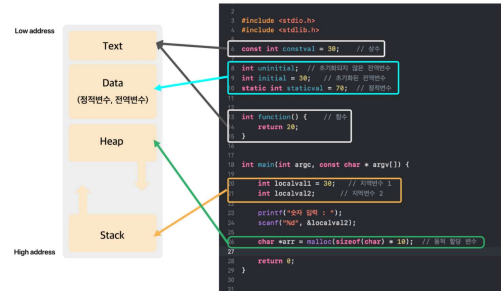 Low address
Text
Data
(정적변수, 전역변수)
Heap
Stack
High address
2
3 #include <stdio.h>
4 #include <stdlib.h>
5
6 const int constval = 30; // 상수
8 int uninitial; // 초기화되지 않은 전역변수
9 int initial = 30; // 초기화된 전역변수
10 static int staticval = 70; // 정적변수
11
12
13 int function() { // 함수
14 return 20;
15 }
16
17
18 int main(int argc, const char * argv[]) {
20 int localval1 = 30; // 지역변수 1
21 int localval2; // 지역변수 2
23 printf("숫자 입력 : ");
24 scanf("%d", &localval2);
26 char *arr = malloc(sizeof(char) * 10); // 동적 할당 변수
27
28 return 0;
29 }
30
31